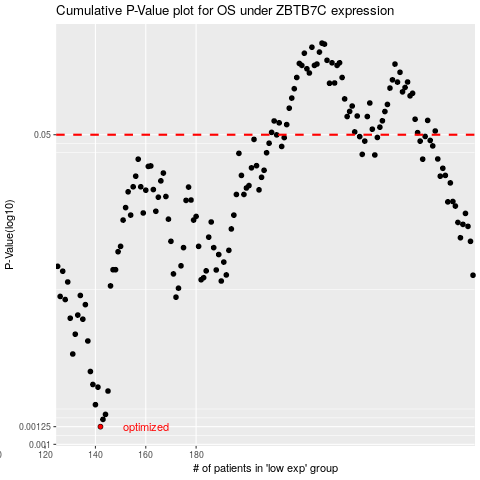 Cumulative P-Value plot for OS under ZBTB7C expression
P-Value(log10)
0.05
0.00125
0.001
optimized
0
120
140
160
180
# of patients in 'low exp' group